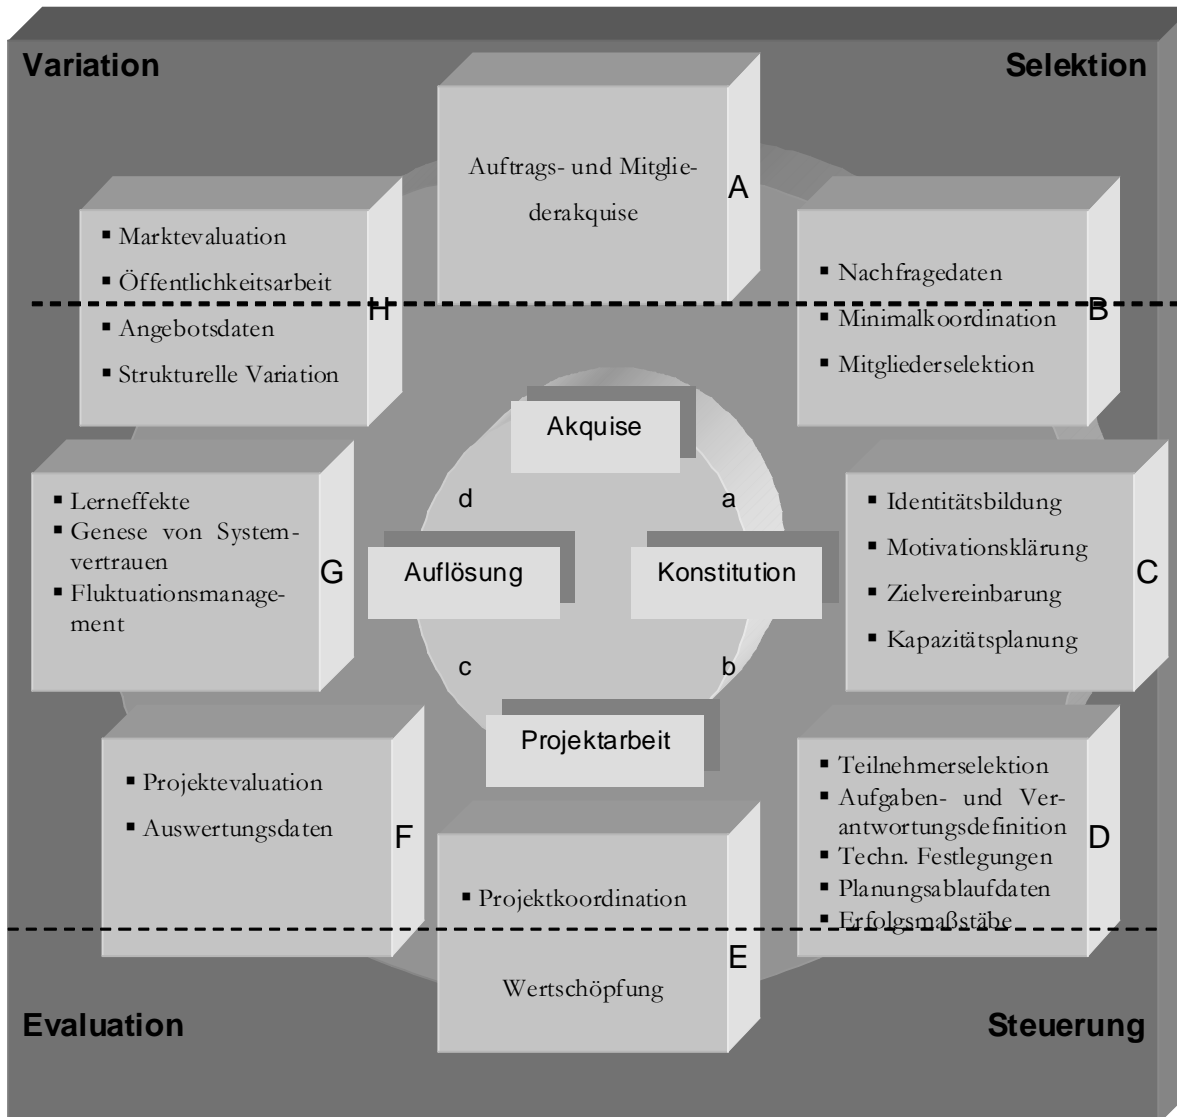 Variation
Selektion
Auftrags- und Mitglie-
derakquise
A
▪ Marktevaluation
▪ Öffentlichkeitsarbeit
▪ Angebotsdaten
▪ Strukturelle Variation
H
▪ Nachfragedaten
▪ Minimalkoordination
▪ Mitgliederselektion
B
Akquise
d
a
Auflösung
Konstitution
c
b
Projektarbeit
▪ Lerneffekte
▪ Genese von System-
vertrauen
▪ Fluktuationsmanage-
ment
G
▪ Identitätsbildung
▪ Motivationsklärung
▪ Zielvereinbarung
▪ Kapazitätsplanung
C
▪ Projektevaluation
▪ Auswertungsdaten
F
▪ Projektkoordination
Wertschöpfung
E
▪ Teilnehmerselektion
▪ Aufgaben- und Ver-
antwortungsdefinition
▪ Techn. Festlegungen
▪ Planungsablaufdaten
▪ Erfolgsmaßstäbe
D
Evaluation
Steuerung